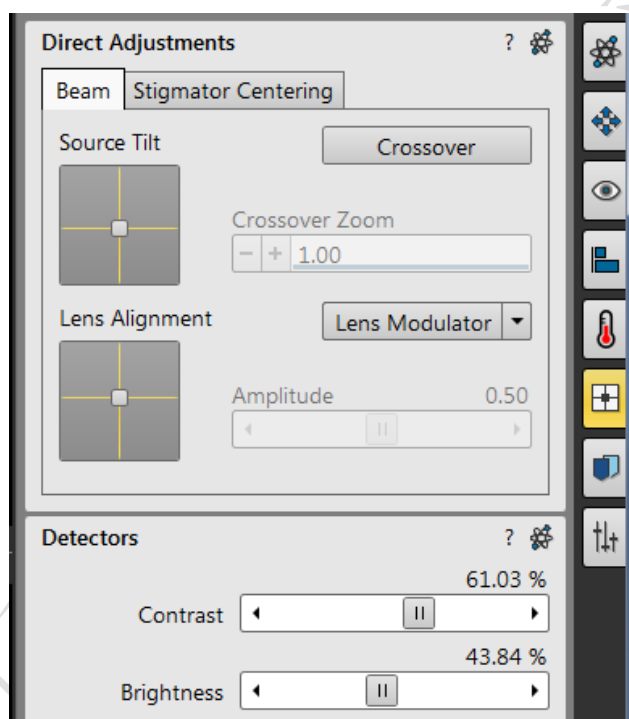 Direct Adjustments ?
Beam Stigmator Centering
Source Tilt Crossover
Crossover Zoom
- + 1.00
Lens Alignment Lens Modulator
Amplitude 0.50
Detectors ?
61.03 %
Contrast
43.84 %
Brightness